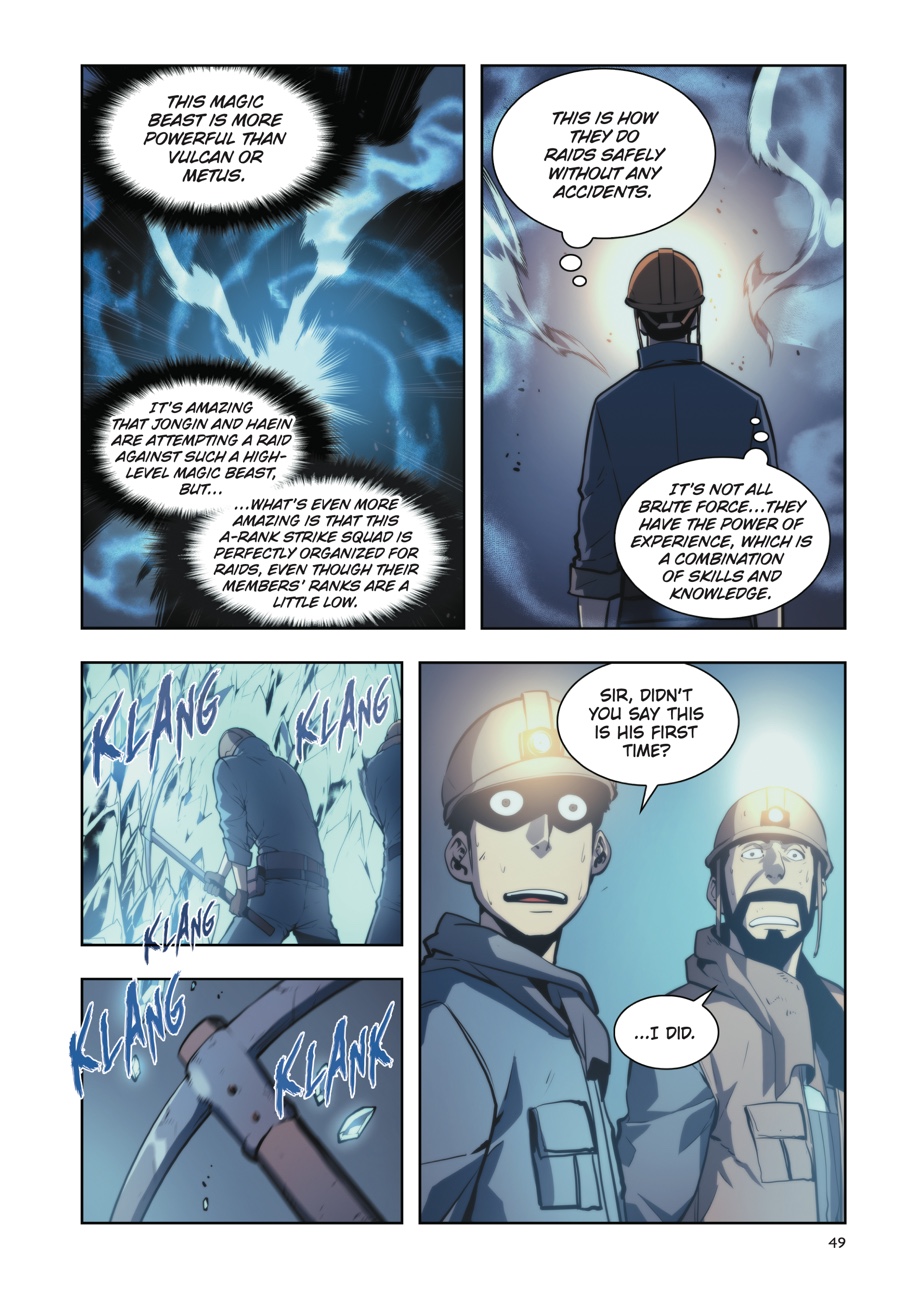 THIS MAGIC
BEAST IS MORE
POWERFUL THAN
VULCAN OR
METUS.
IT'S AMAZING
THAT JONGIN AND HAEIN
ARE ATTEMPTING A RAID
AGAINST SUCH A HIGH-
LEVEL MAGIC BEAST,
BUT...
...WHAT'S EVEN MORE
AMAZING IS THAT THIS
A-RANK STRIKE SQUAD IS
PERFECTLY ORGANIZED FOR
RAIDS, EVEN THOUGH THEIR
MEMBERS' RANKS ARE A
LITTLE LOW.
THIS IS HOW
THEY DO
RAIDS SAFELY
WITHOUT ANY
ACCIDENTS.
IT'S NOT ALL
BRUTE FORCE...THEY
HAVE THE POWER OF
EXPERIENCE, WHICH IS
A COMBINATION
OF SKILLS AND
KNOWLEDGE.
KLANG
KLANG
KLANG
KLANG
KLANK
SIR, DIDN'T
YOU SAY THIS
IS HIS FIRST
TIME?
...I DID.
49